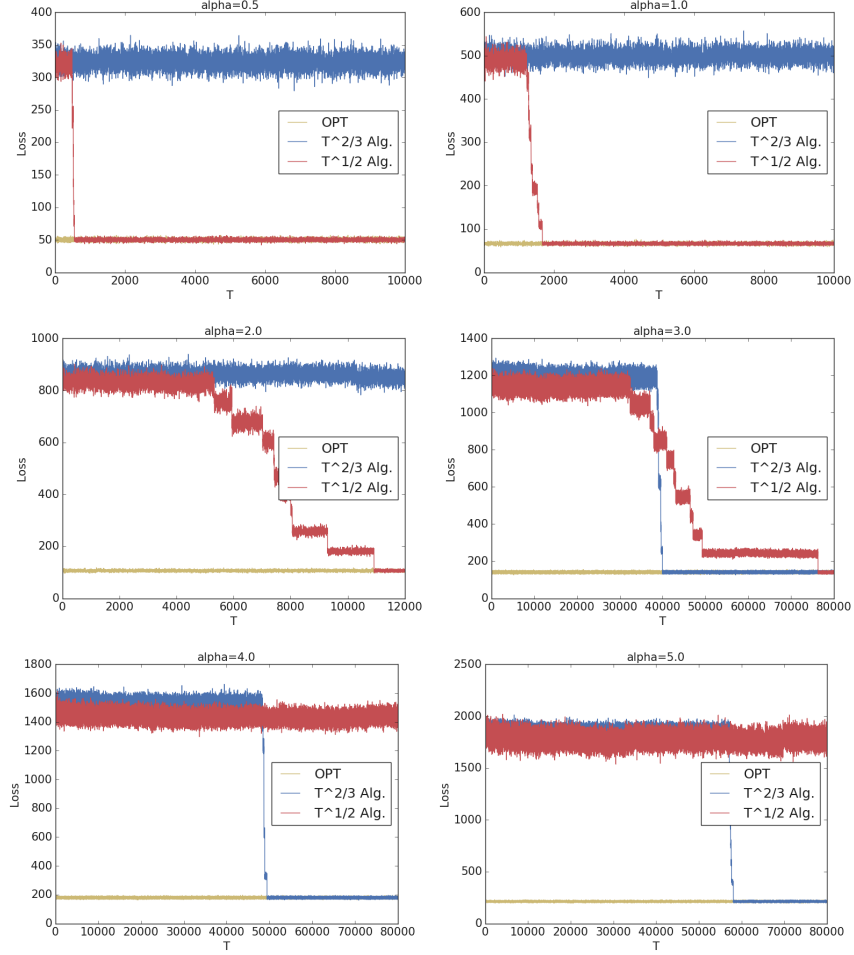 alpha=0.5
400
350
300
250
200
150
100
50
0
Loss
OPT
T^2/3 Alg.
T^1/2 Alg.
0 2000 4000 6000 8000 10000
T
alpha=1.0
600
500
400
300
200
100
0
Loss
OPT
T^2/3 Alg.
T^1/2 Alg.
0 2000 4000 6000 8000 10000
T
alpha=2.0
1000
800
600
400
200
0
Loss
OPT
T^2/3 Alg.
T^1/2 Alg.
0 2000 4000 6000 8000 10000 12000
T
alpha=3.0
1400
1200
1000
800
600
400
200
0
Loss
OPT
T^2/3 Alg.
T^1/2 Alg.
0 10000 20000 30000 40000 50000 60000 70000 80000
T
alpha=4.0
1800
1600
1400
1200
1000
800
600
400
200
0
Loss
OPT
T^2/3 Alg.
T^1/2 Alg.
0 10000 20000 30000 40000 50000 60000 70000 80000
T
alpha=5.0
2500
2000
1500
1000
500
0
Loss
OPT
T^2/3 Alg.
T^1/2 Alg.
0 10000 20000 30000 40000 50000 60000 70000 80000
T